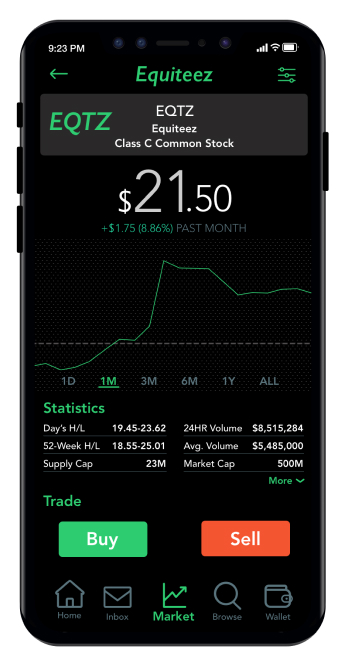 9:23 PM
Equiteez
EQTZ
EQTZ
Equiteez
Class C Common Stock
$21.50
+$1.75 (8.86%) PAST MONTH
1D 1M 3M 6M 1Y ALL
Statistics
Day's H/L 19.45-23.62 24HR Volume $8,515,284
52-Week H/L 18.55-25.01 Avg. Volume $5,485,000
Supply Cap 23M Market Cap 500M
More
Trade
Buy Sell
Home Inbox Market Browse Wallet